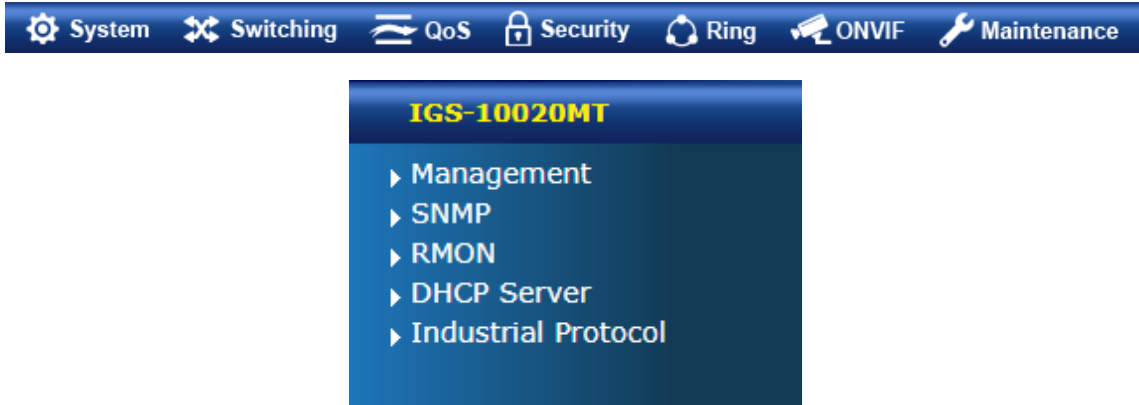 System Switching QoS Security Ring ONVIF Maintenance
IGS-10020MT
Management
SNMP
RMON
DHCP Server
Industrial Protocol